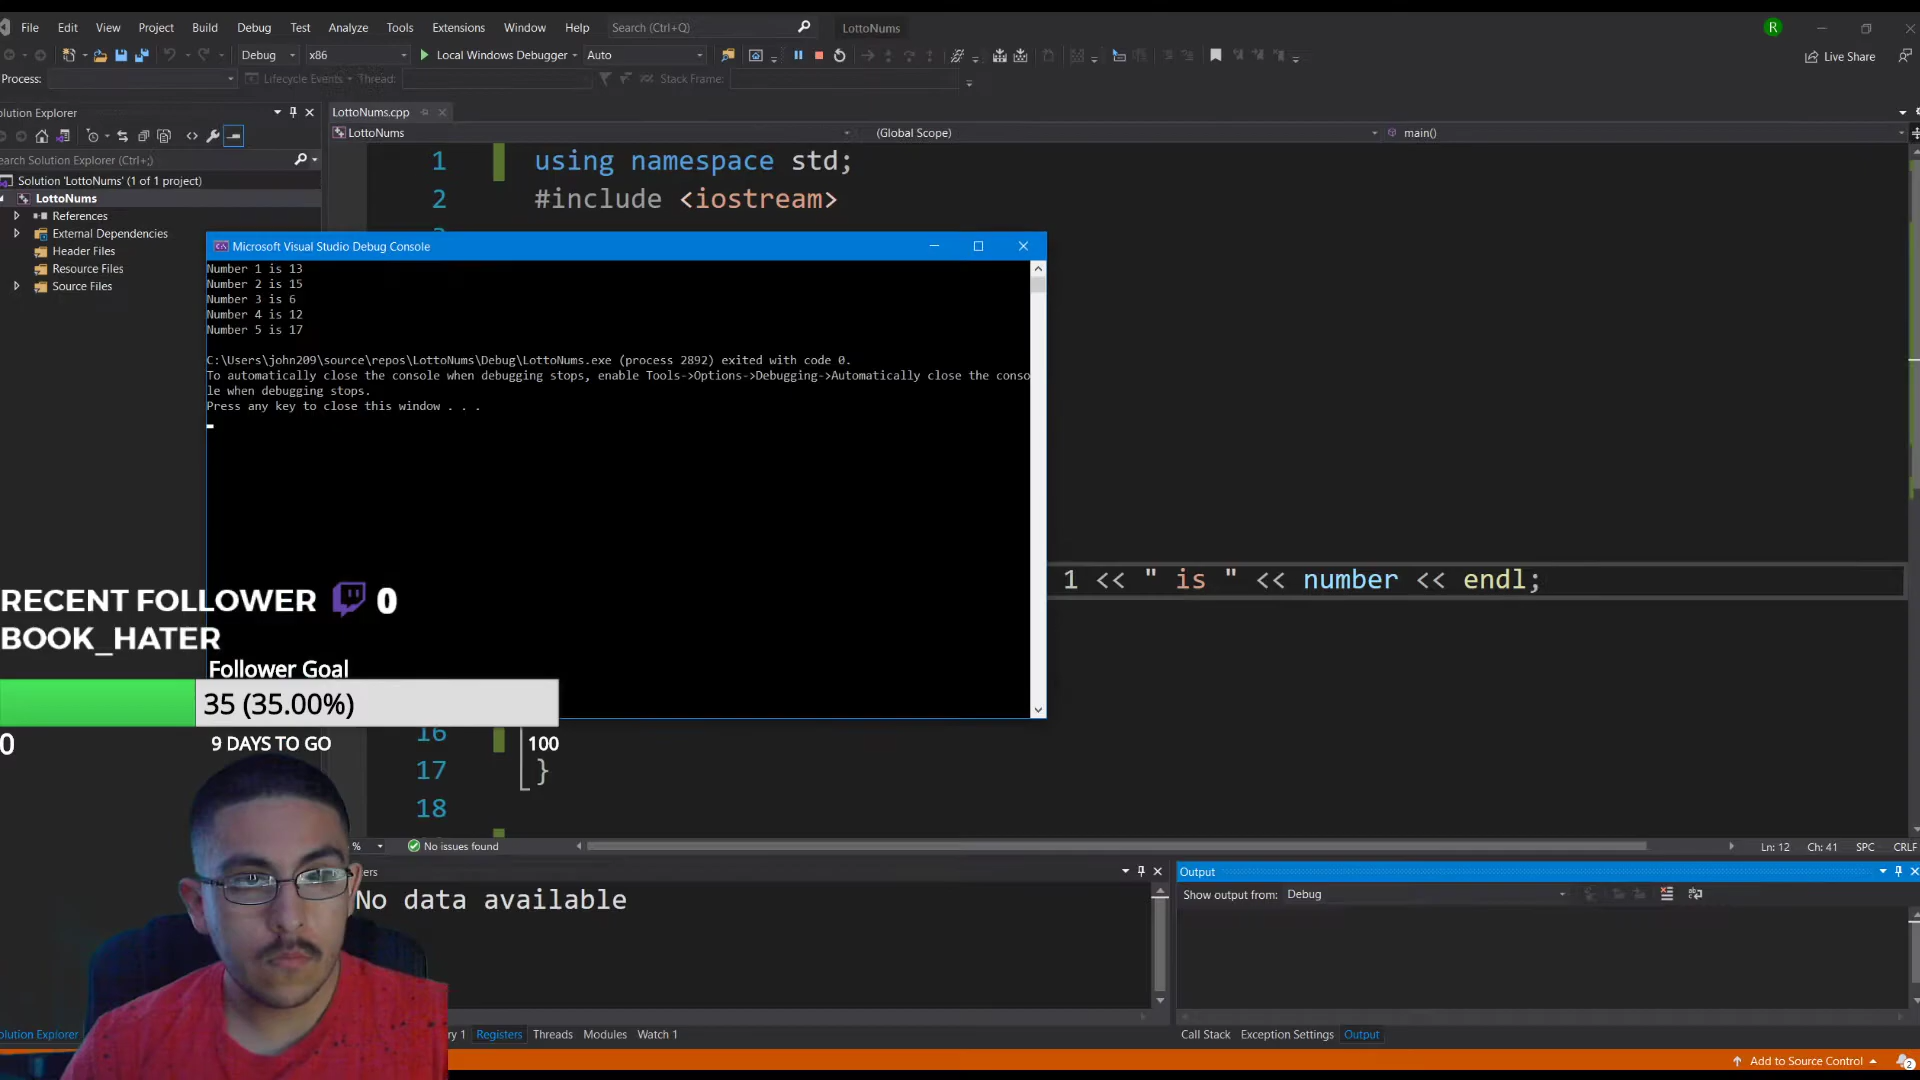 File Edit View Project Build Debug Test Analyze Tools Extensions Window Help Search (Ctrl+Q) LottoNums R
Debug x86 Local Windows Debugger Auto Live Share
Process: Lifecycle Events Thread: Stack Frame:
olution Explorer
LottoNums.cpp
LottoNums (Global Scope) main()
earch Solution Explorer (Ctrl+;)
Solution 'LottoNums' (1 of 1 project)
LottoNums
References
External Dependencies
Header Files
Resource Files
Source Files
1 using namespace std;
2 #include <iostream>
Microsoft Visual Studio Debug Console
Number 1 is 13
Number 2 is 15
Number 3 is 6
Number 4 is 12
Number 5 is 17
C:\Users\john209\source\repos\LottoNums\Debug\LottoNums.exe (process 2892) exited with code 0.
To automatically close the console when debugging stops, enable Tools->Options->Debugging->Automatically close the conso
le when debugging stops.
Press any key to close this window . . .
1 << " is " << number << endl;
RECENT FOLLOWER 0
BOOK_HATER
Follower Goal
35 (35.00%)
0 9 DAYS TO GO 100
16
17 }
18
% No issues found Ln: 12 Ch: 41 SPC CRLF
ers
No data available
Output
Show output from: Debug
olution Explorer ry 1 Registers Threads Modules Watch 1
Call Stack Exception Settings Output
Add to Source Control 2